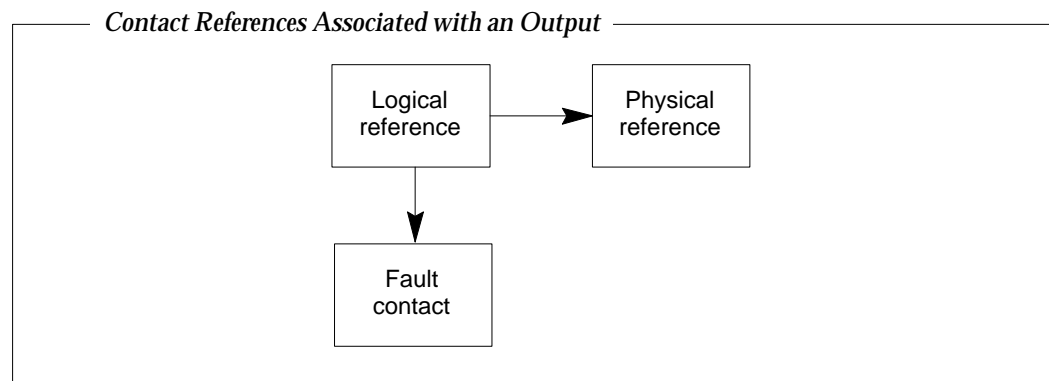 Contact References Associated with an Output
Logical
reference
Physical
reference
Fault
contact